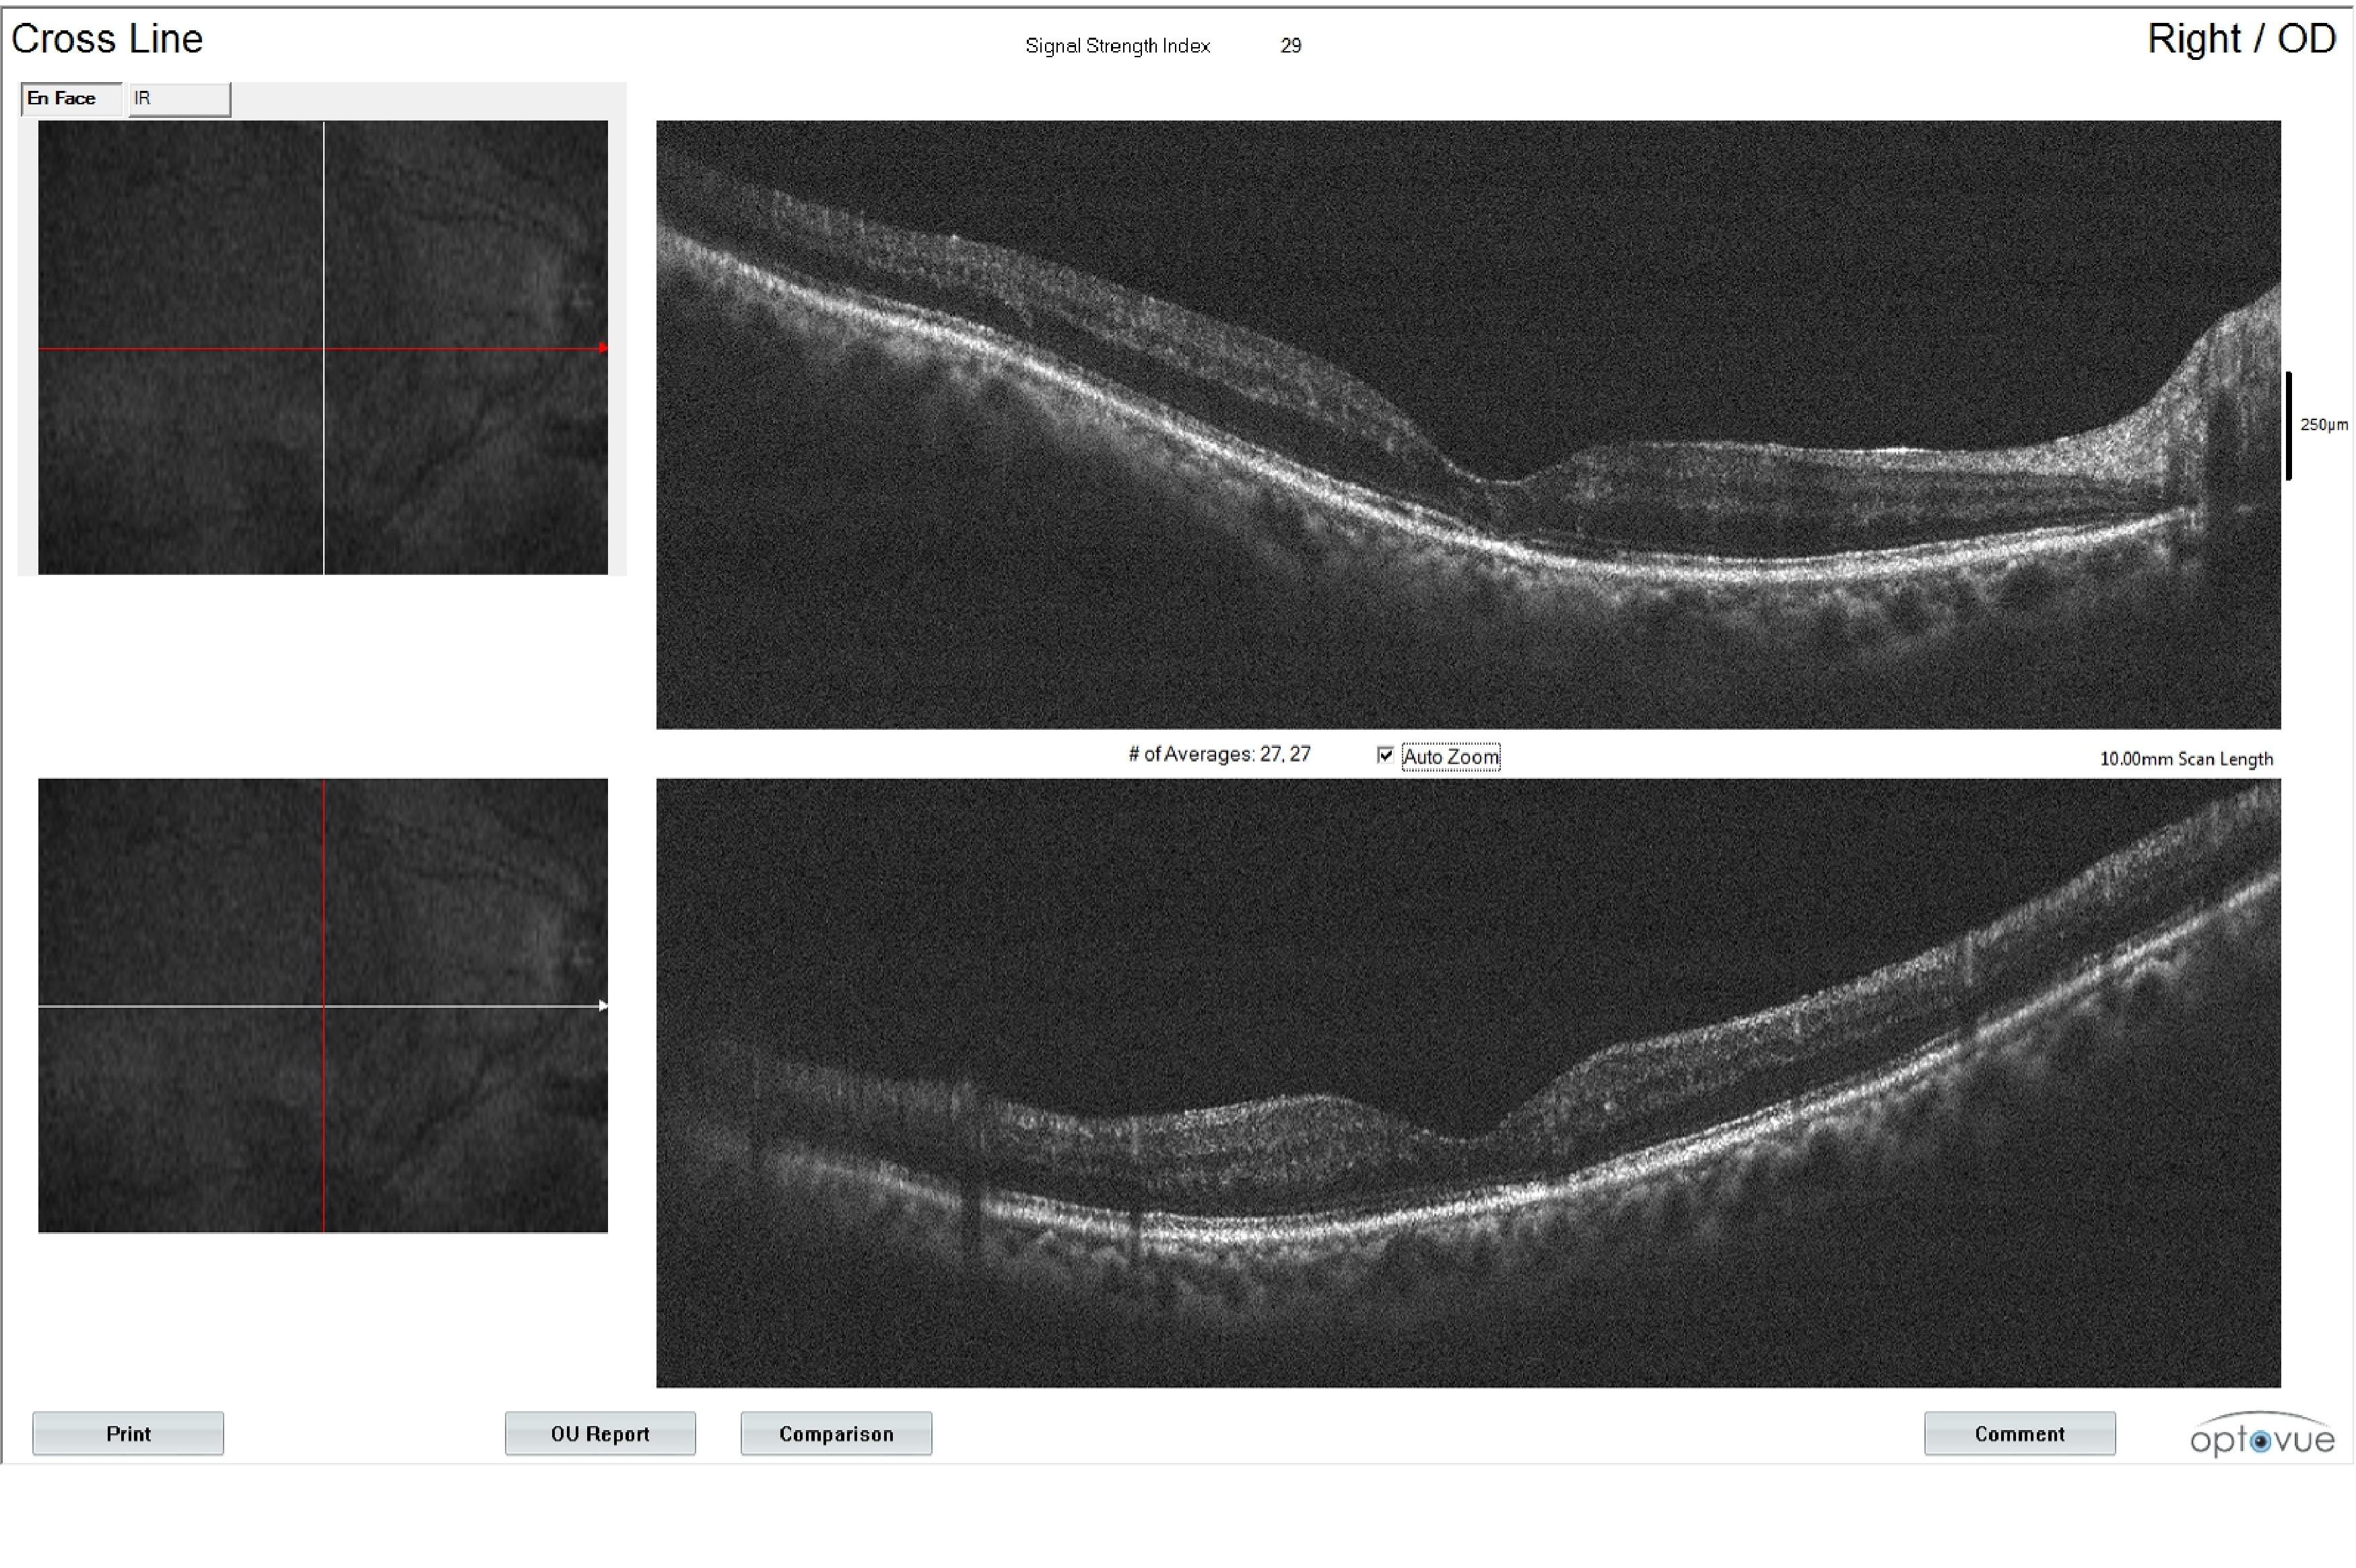 Cross Line
Signal Strength Index 29
Right / OD
En Face
IR
250µm
# of Averages: 27, 27
Auto Zoom
10.00mm Scan Length
Print
OU Report
Comparison
Comment
optovue